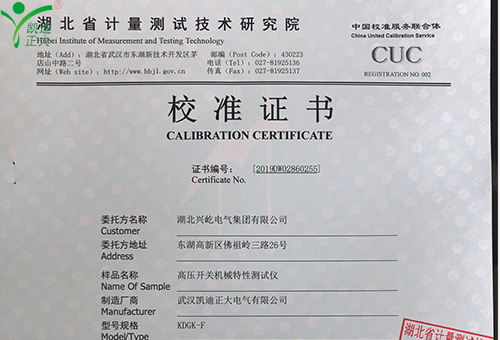 凯迪正大
湖北省计量测试技术研究院
Hubei Institute of Measurement and Testing Technology
中国校准服务联合体
China United Calibration Service
CUC
REGISTRATION NO. 002
地址（Add）：湖北省武汉市东湖新技术开发区茅店山中路二号
邮编（Post Code）：430223
电话（Tel）：027-81925136
网址（Web site）：http://www.hbjl.gov.cn
传真（Fax）：027-81925137
校准证书
CALIBRATION CERTIFICATE
证书编号：
[2019DW02860255]
Certificate No.
委托方名称
湖北兴屹电气集团有限公司
Customer
委托方地址
东湖高新区佛祖岭三路26号
Address
样品名称
高压开关机械特性测试仪
Name Of Sample
制造厂商
武汉凯迪正大电气有限公司
Manufacturer
型号规格
KDGK-F
Model/Type
湖北省计量测试技